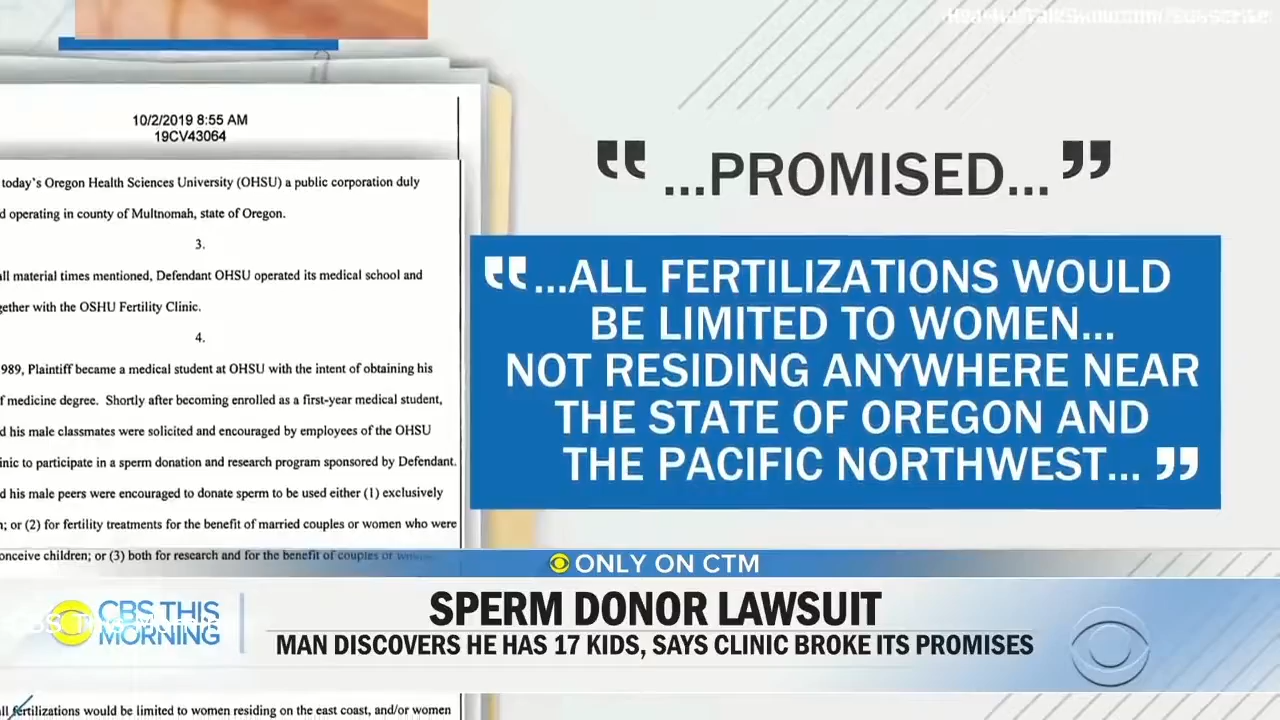 10/2/2019 8:55 AM
19CV43064
today's Oregon Health Sciences University (OHSU) a public corporation duly
d operating in county of Multnomah, state of Oregon.
3.
all material times mentioned, Defendant OHSU operated its medical school and
gether with the OSHU Fertility Clinic.
4.
989, Plaintiff became a medical student at OHSU with the intent of obtaining his
f medicine degree. Shortly after becoming enrolled as a first-year medical student,
d his male classmates were solicited and encouraged by employees of the OHSU
inic to participate in a sperm donation and research program sponsored by Defendant.
d his male peers were encouraged to donate sperm to be used either (1) exclusively
n; or (2) for fertility treatments for the benefit of married couples or women who were
onceive children; or (3) both for research and for the benefit of couples or women
all fertilizations would be limited to women residing on the east coast, and/or women
“...PROMISED...”
“...ALL FERTILIZATIONS WOULD
BE LIMITED TO WOMEN...
NOT RESIDING ANYWHERE NEAR
THE STATE OF OREGON AND
THE PACIFIC NORTHWEST...”
ONLY ON CTM
CBS THIS
MORNING
CBS This Morning
SPERM DONOR LAWSUIT
MAN DISCOVERS HE HAS 17 KIDS, SAYS CLINIC BROKE ITS PROMISES